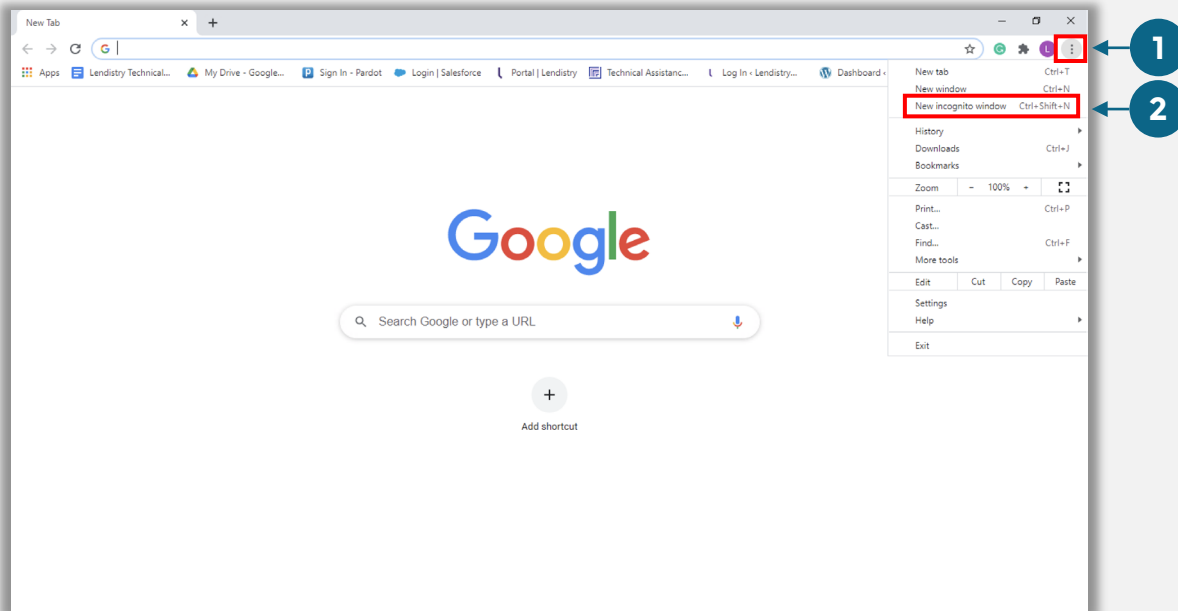 New Tab
1
Apps Lendistry Technical... My Drive - Google... Sign In - Pardot Login | Salesforce Portal | Lendistry Technical Assistanc... Log In ‹ Lendistry... Dashboard ‹
L
New tab Ctrl+T
New window Ctrl+N
New incognito window Ctrl+Shift+N
2
History
Downloads Ctrl+J
Bookmarks
Zoom - 100% +
Print... Ctrl+P
Cast...
Find... Ctrl+F
More tools
Edit Cut Copy Paste
Settings
Help
Exit
Google
Search Google or type a URL
Add shortcut